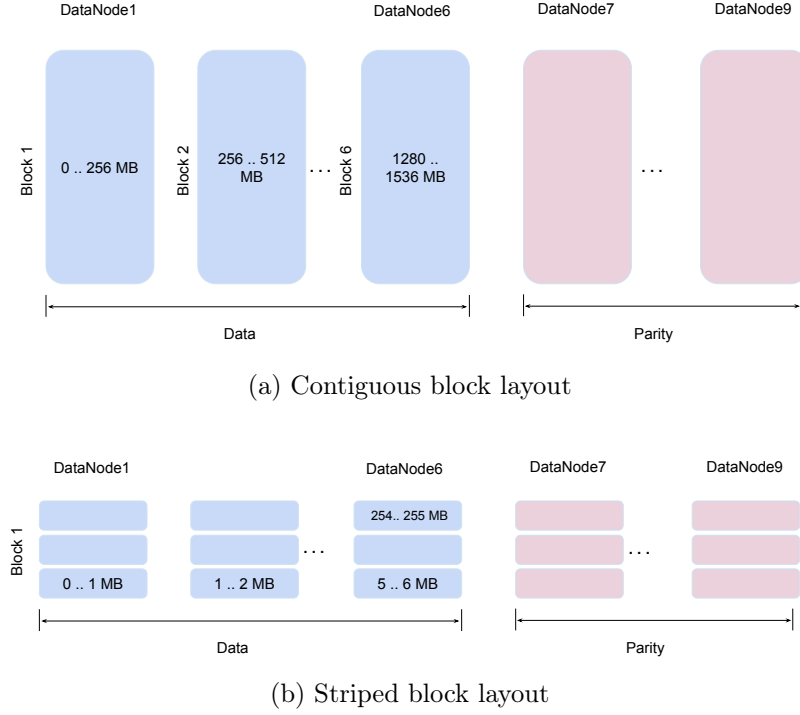 DataNode1
DataNode6
DataNode7
DataNode9
Block 1
0 .. 256 MB
Block 2
256 .. 512
MB
...
Block 6
1280 ..
1536 MB
...
Data
Parity
(a) Contiguous block layout
DataNode1
DataNode6
DataNode7
DataNode9
Block 1
254.. 255 MB
...
...
0 .. 1 MB
1 .. 2 MB
5 .. 6 MB
Data
Parity
(b) Striped block layout